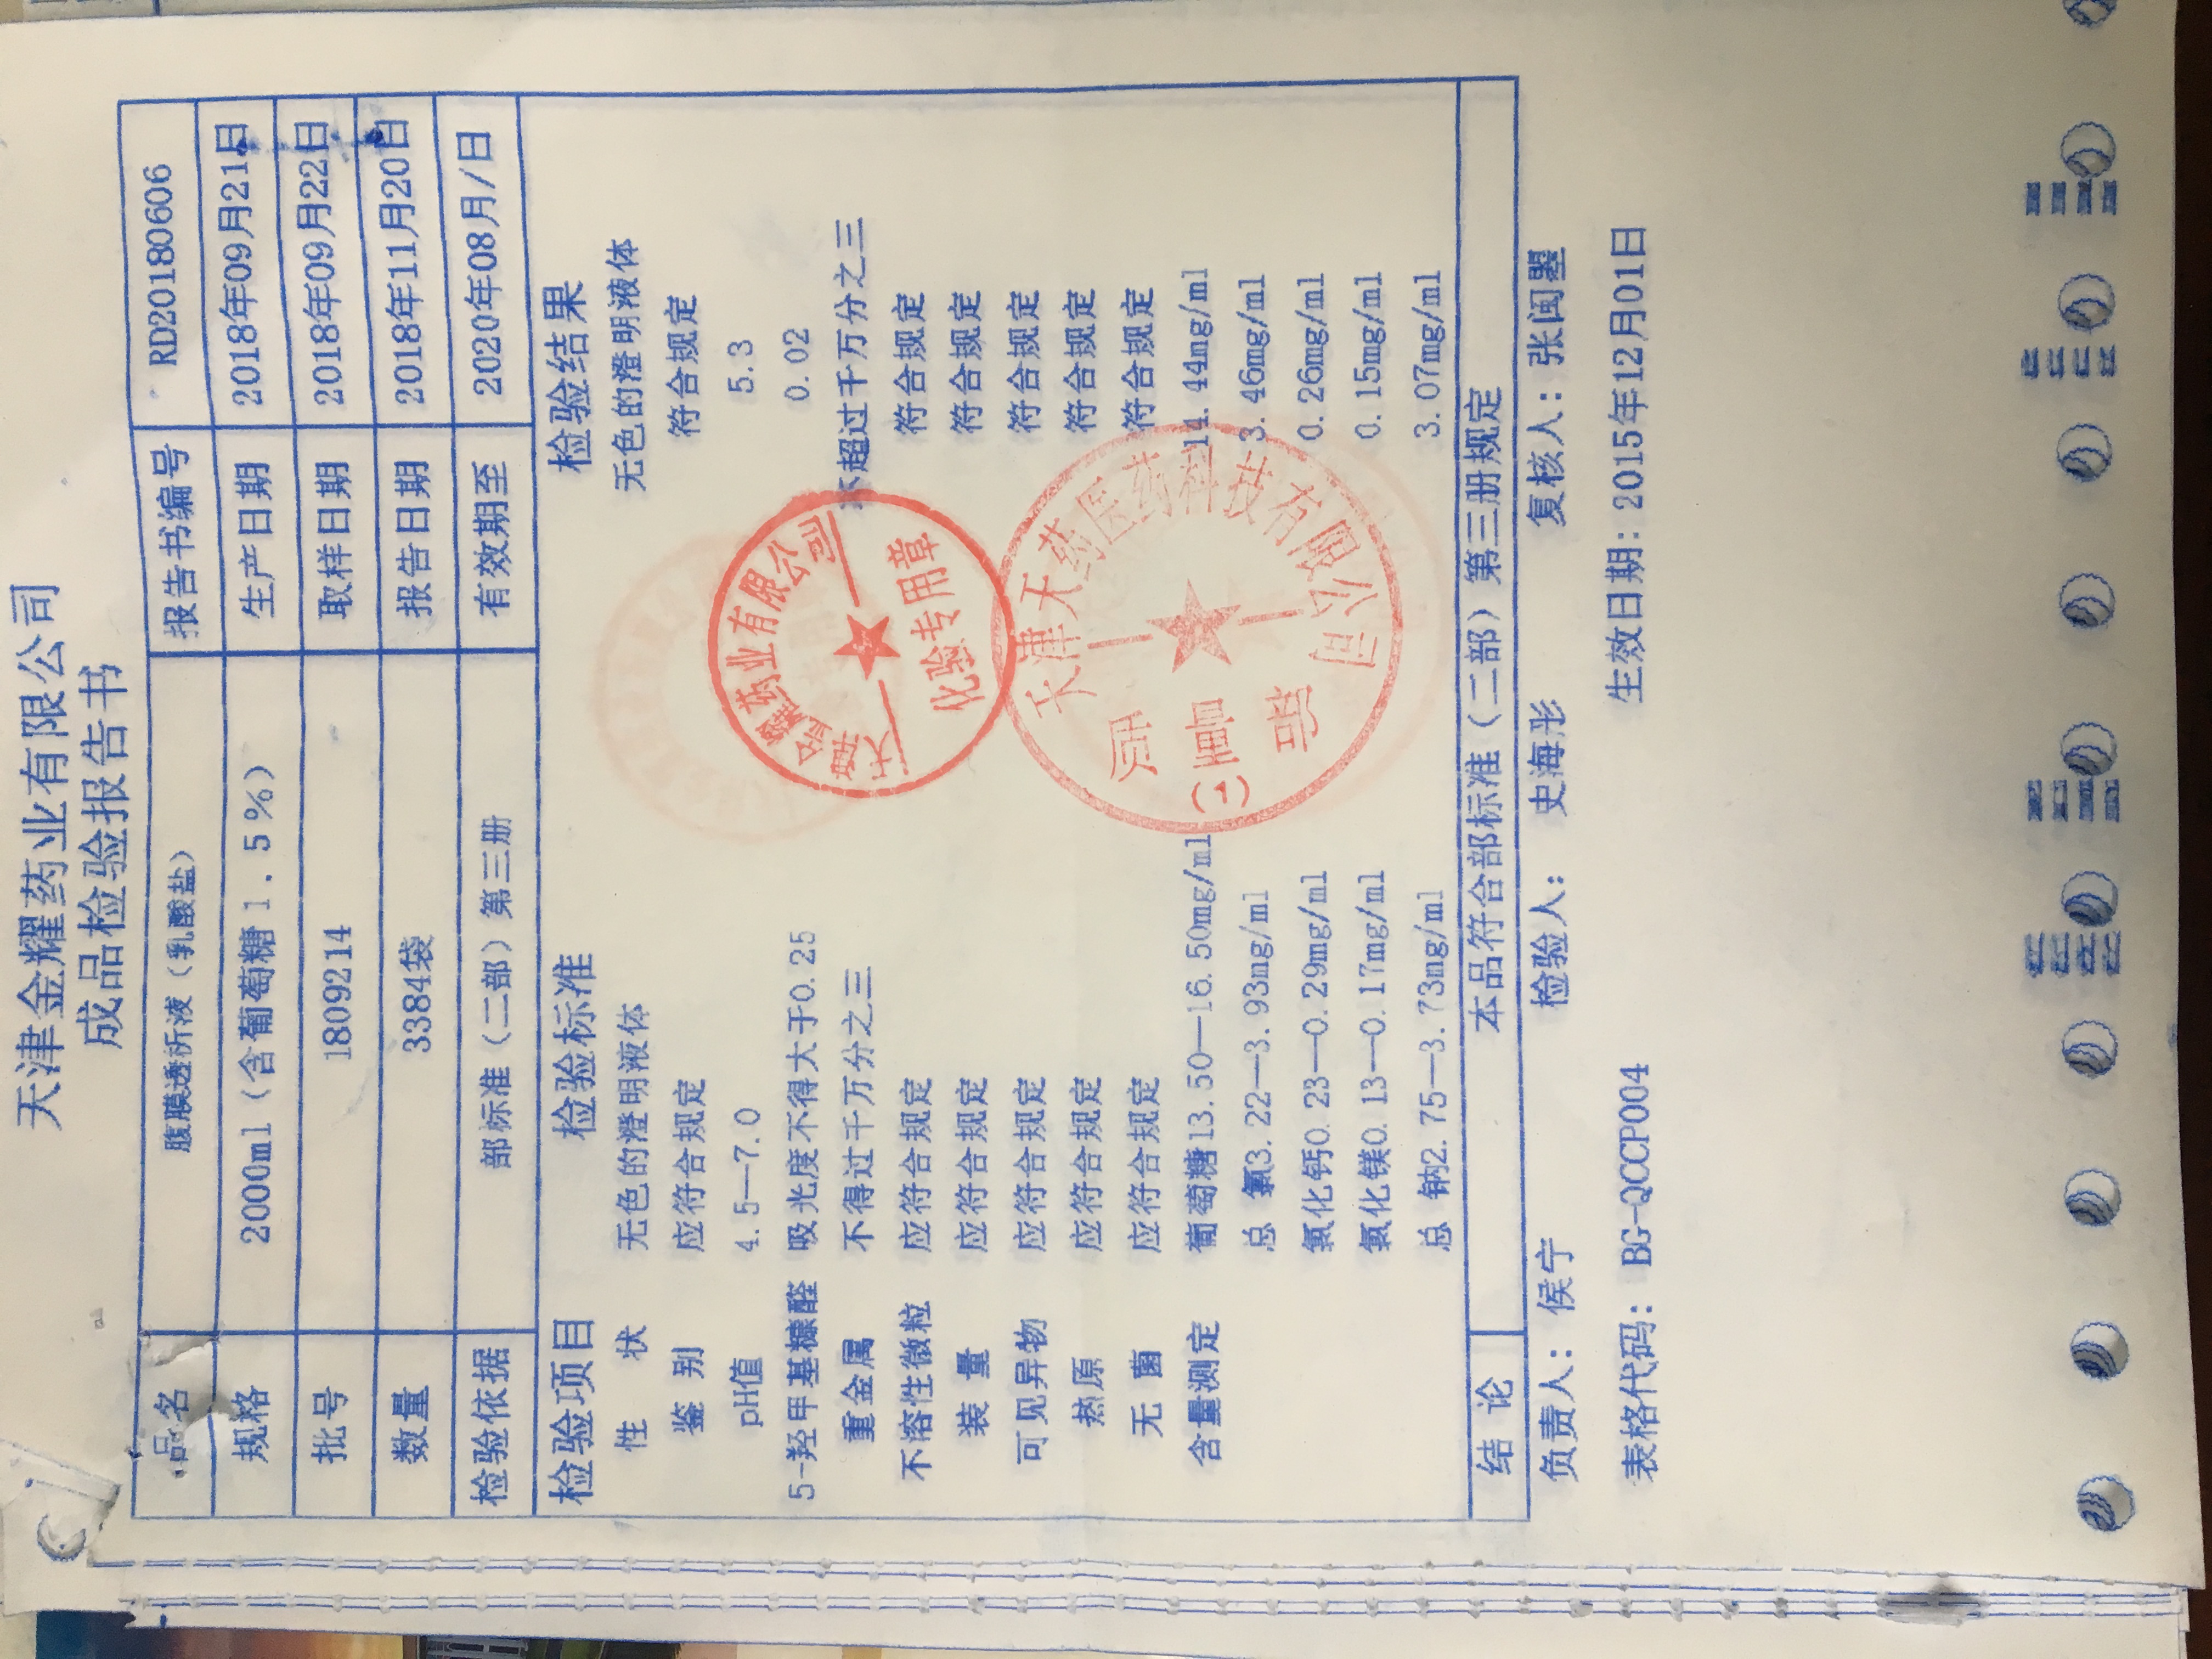 天津金耀药业有限公司
成品检验报告书
品名 腹膜透析液（乳酸盐） 报告书编号 RD20180606
规格 2000ml（含葡萄糖1.5%） 生产日期 2018年09月21日
批号 1809214 取样日期 2018年09月22日
数量 3384袋 报告日期 2018年11月20日
检验依据 部标准（二部）第三册 有效期至 2020年08月/日
检验项目 检验标准 检验结果
性 状 无色的澄明液体 无色的澄明液体
鉴 别 应符合规定 符合规定
pH值 4.5—7.0 5.3
5-羟甲基糠醛 吸光度不得大于0.25 0.02
重金属 不得过千万分之三 不超过千万分之三
不溶性微粒 应符合规定 符合规定
装 量 应符合规定 符合规定
可见异物 应符合规定 符合规定
热原 应符合规定 符合规定
无 菌 应符合规定 符合规定
含量测定 葡萄糖13.50—16.50mg/ml 14.44mg/ml
总 氯3.22—3.93mg/ml 3.46mg/ml
氯化钙0.23—0.29mg/ml 0.26mg/ml
氯化镁0.13—0.17mg/ml 0.15mg/ml
总 钠2.75—3.73mg/ml 3.07mg/ml
药业有限公司
化验专用章
天津天药医药科技有限公司
质
(1)
结 论 本品符合部标准（二部）第三册规定
负责人：侯宁 检验人： 史海彤 复核人：张闽墨
表格代码：BG-QCCP004 生效日期：2015年12月01日